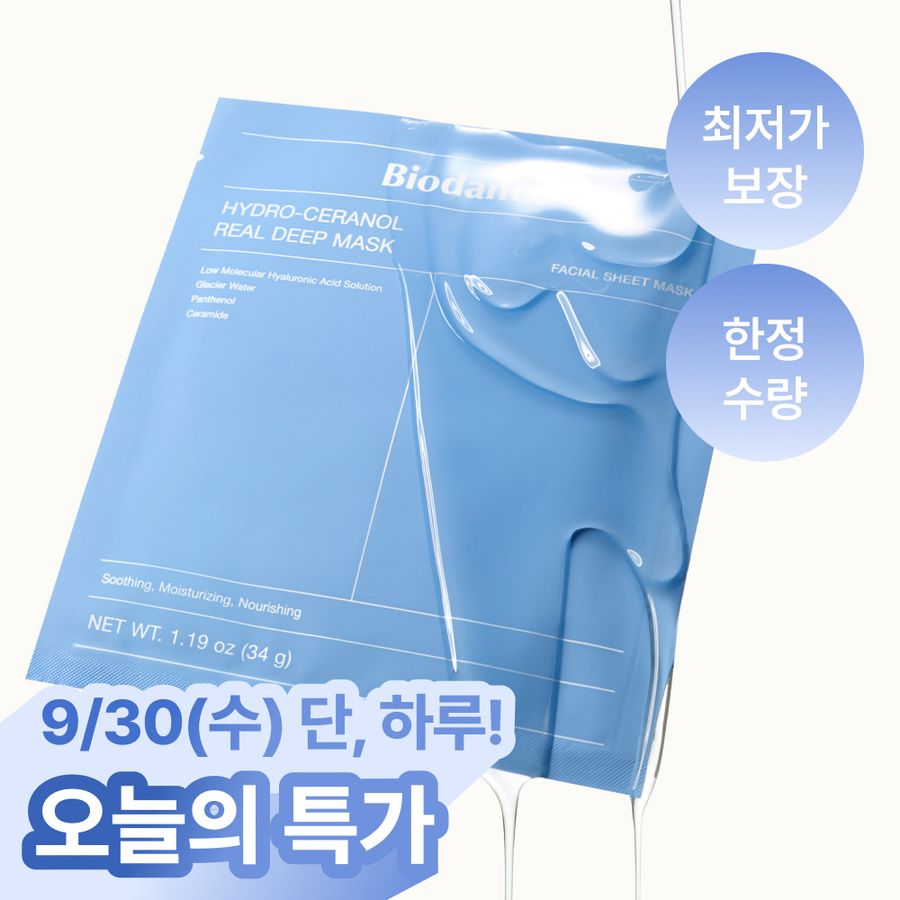 최저가
보장
HYDRO-CERANOL
REAL DEEP MASK
FACIAL SHEET MASK
Low Molecular Hyaluronic Acid Solution
Glacier Water
Panthenol
Ceramide
한정
수량
Soothing, Moisturizing, Nourishing
NET WT. 1.19 oz (34 g)
9/30(수) 단, 하루!
오늘의 특가